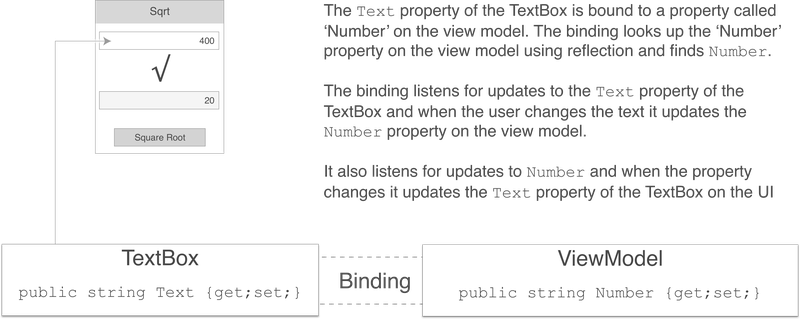 Sqrt
400
√
20
Square Root
The Text property of the TextBox is bound to a property called
‘Number’ on the view model. The binding looks up the ‘Number’
property on the view model using reflection and finds Number.
The binding listens for updates to the Text property of the
TextBox and when the user changes the text it updates the
Number property on the view model.
It also listens for updates to Number and when the property
changes it updates the Text property of the TextBox on the UI
TextBox
public string Text {get;set;}
Binding
ViewModel
public string Number {get;set;}